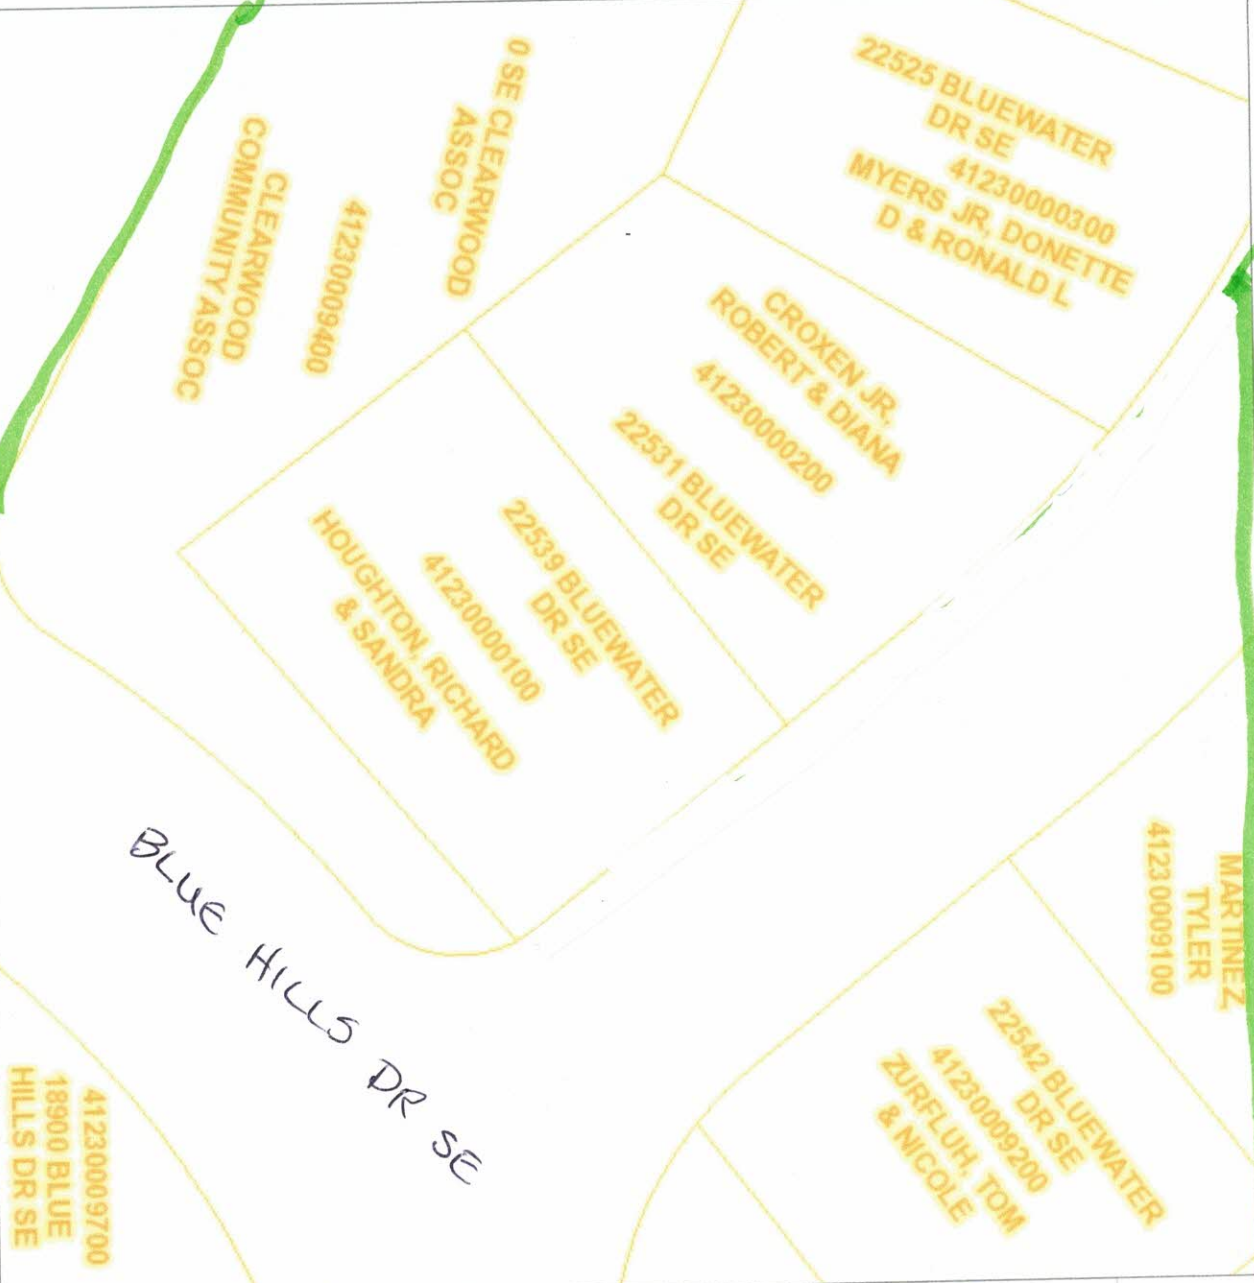 0 SE CLEARWOOD
ASSOC
41230009400
CLEARWOOD
COMMUNITY ASSOC
22525 BLUEWATER
DR SE
41230000300
MYERS JR, DONETTE
D & RONALD L
CROXEN JR,
ROBERT & DIANA
41230000200
22531 BLUEWATER
DR SE
22539 BLUEWATER
DR SE
41230000100
HOUGHTON, RICHARD
& SANDRA
BLUE HILLS DR SE
MARTINEZ
TYLER
41230009100
22542 BLUEWATER
DR SE
41230009200
ZURFLUH, TOM
& NICOLE
41230009700
18900 BLUE
HILLS DR SE